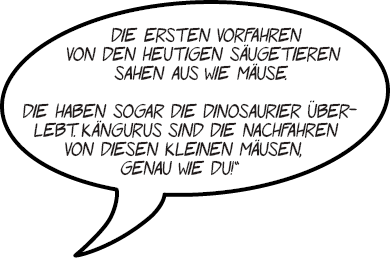 DIE ERSTEN VORFAHREN
VON DEN HEUTIGEN SÄUGETIEREN
SAHEN AUS WIE MÄUSE.
DIE HABEN SOGAR DIE DINOSAURIER ÜBER-
LEBT. KÄNGURUS SIND DIE NACHFAHREN
VON DIESEN KLEINEN MÄUSEN,
GENAU WIE DU!“